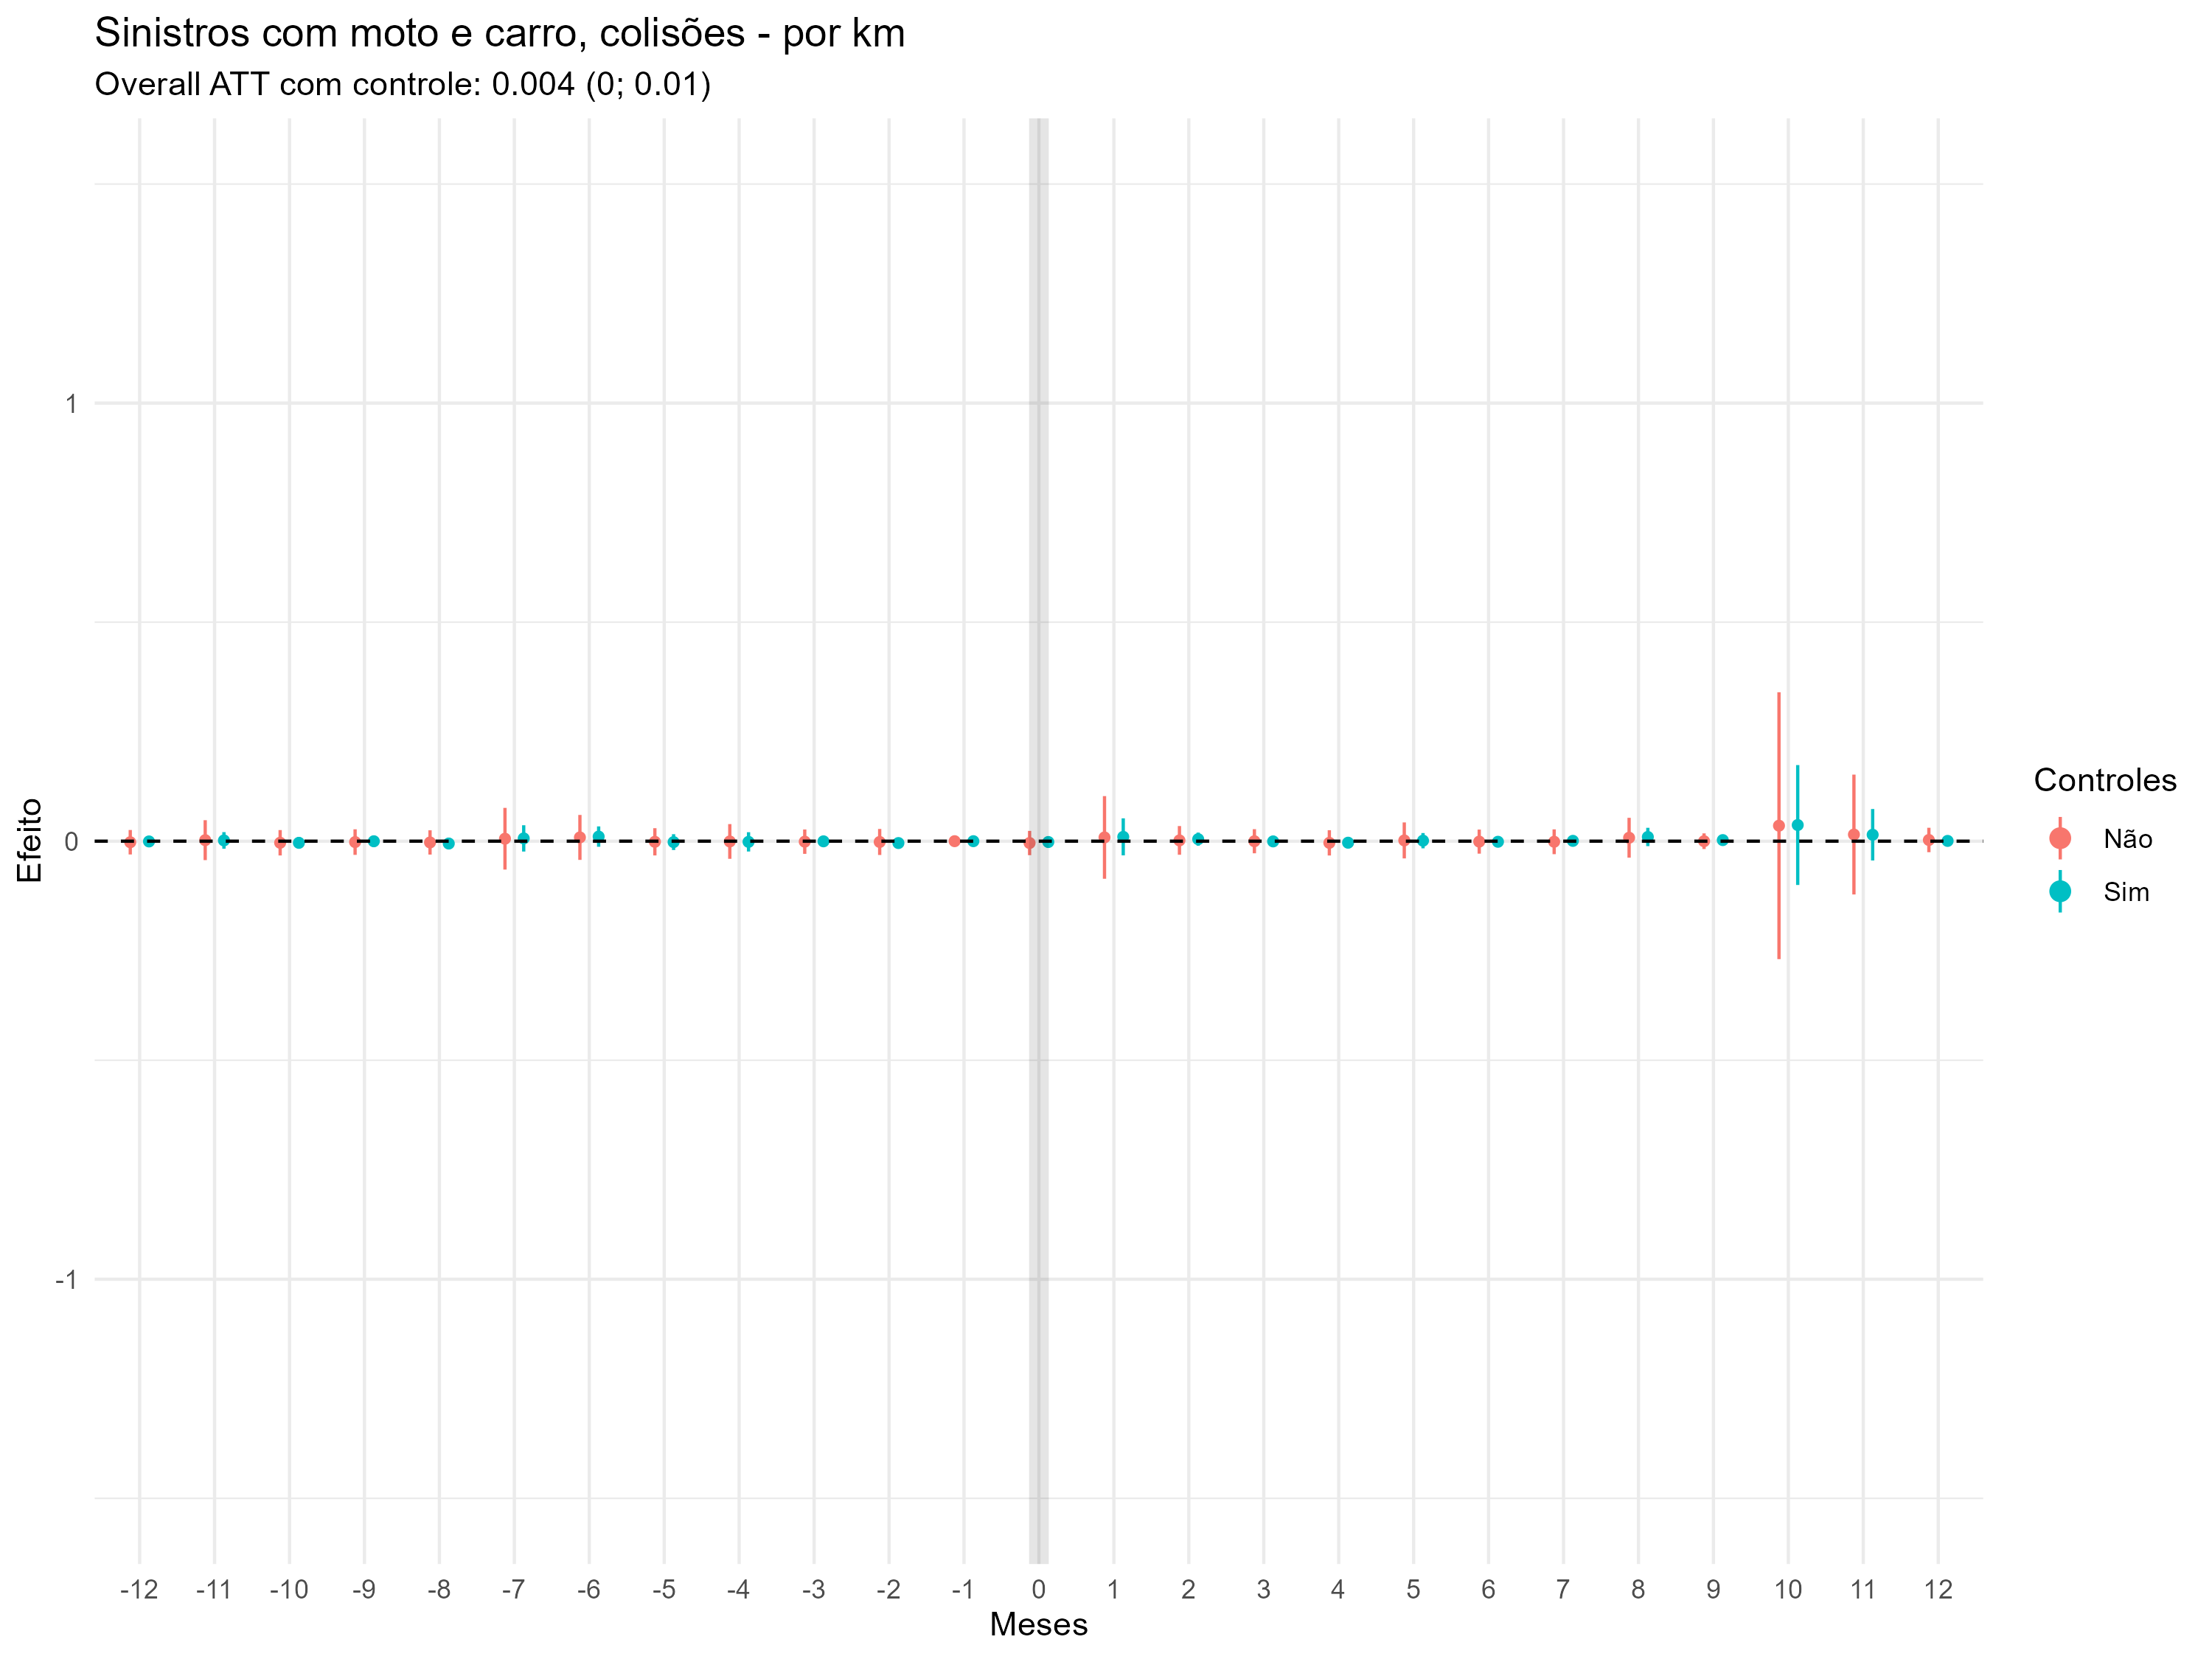 Sinistros com moto e carro, colisões - por km
Overall ATT com controle: 0.004 (0; 0.01)
1
0
-1
Efeito
-12 -11 -10 -9 -8 -7 -6 -5 -4 -3 -2 -1 0 1 2 3 4 5 6 7 8 9 10 11 12
Meses
Controles
Não
Sim